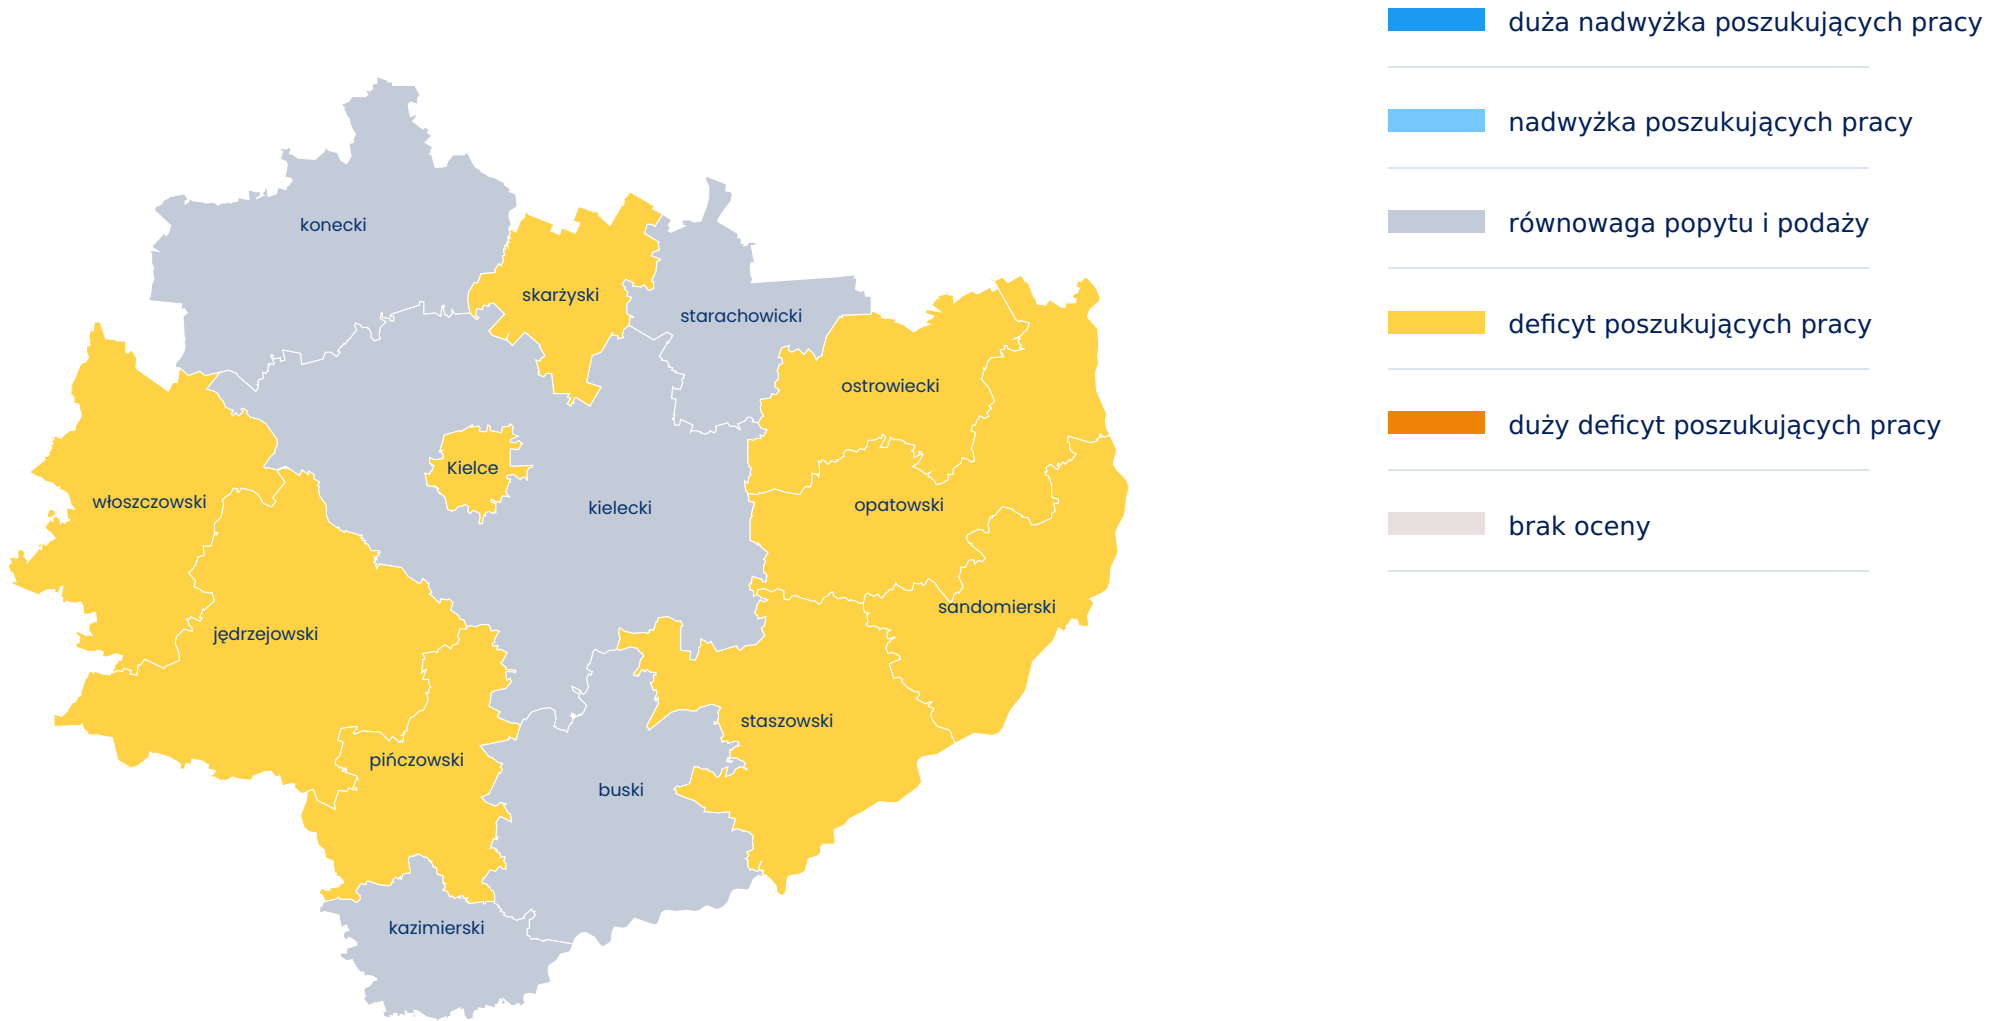 duża nadwyżka poszukujących pracy
nadwyżka poszukujących pracy
równowaga popytu i podaży
deficyt poszukujących pracy
duży deficyt poszukujących pracy
brak oceny
konecki
skarżyski
starachowicki
ostrowiecki
Kielce
włoszczowski
kielecki
opatowski
sandomierski
jędrzejowski
staszowski
pińczowski
buski
kazimierski